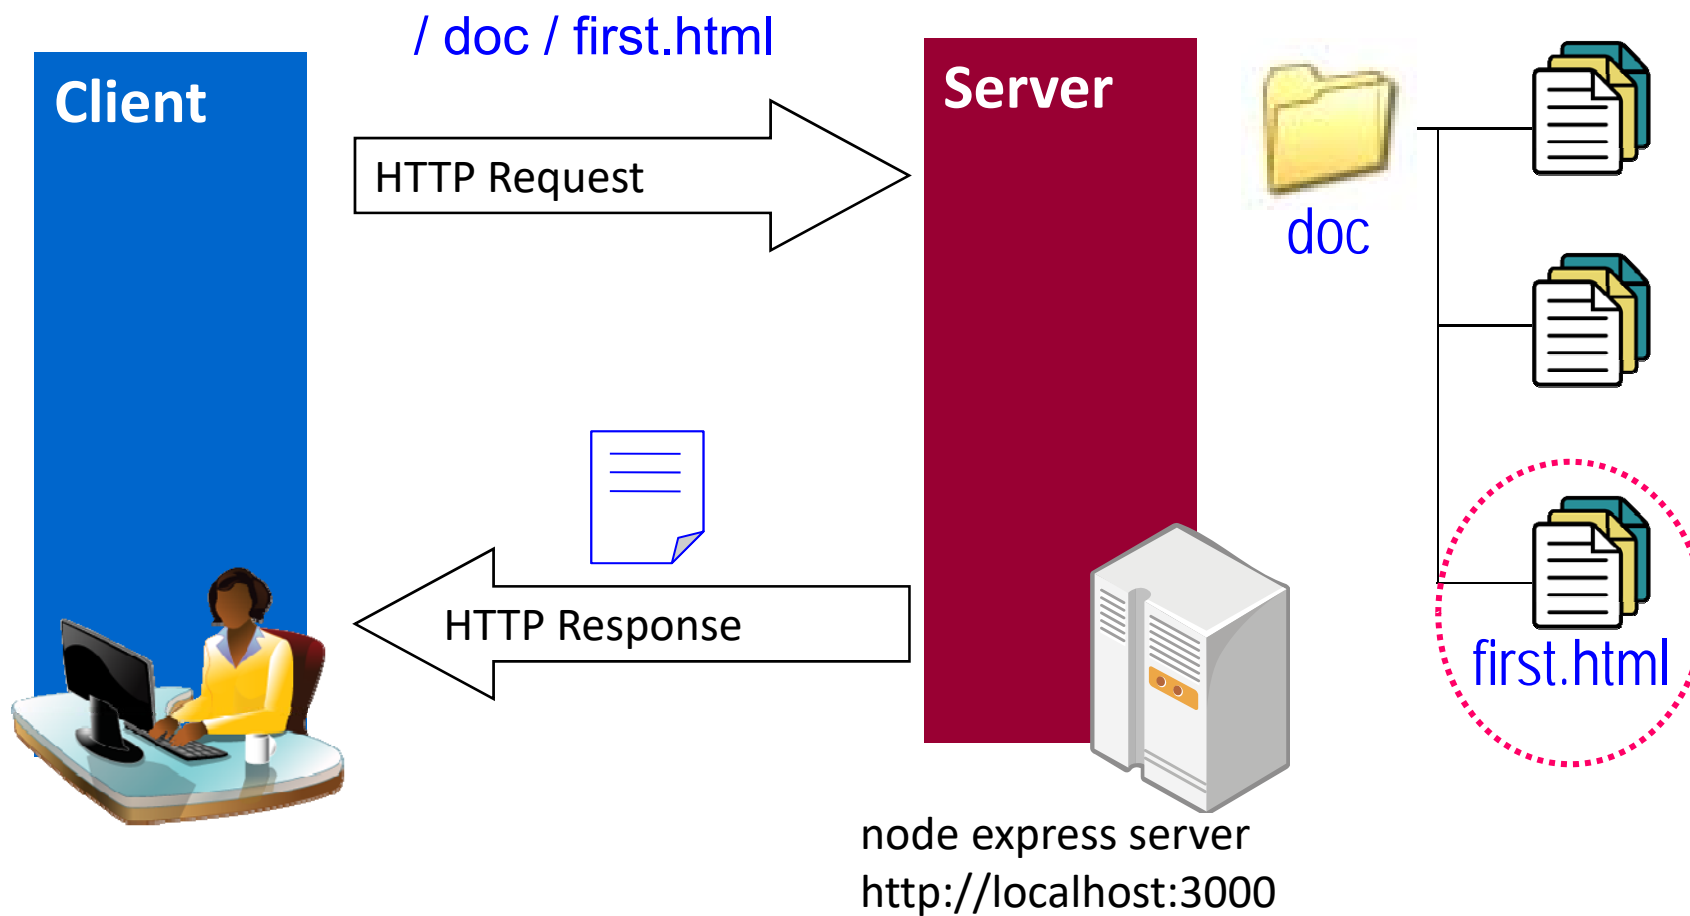 / doc / first.html
Client
Server
HTTP Request
doc
HTTP Response
first.html
node express server
http://localhost:3000